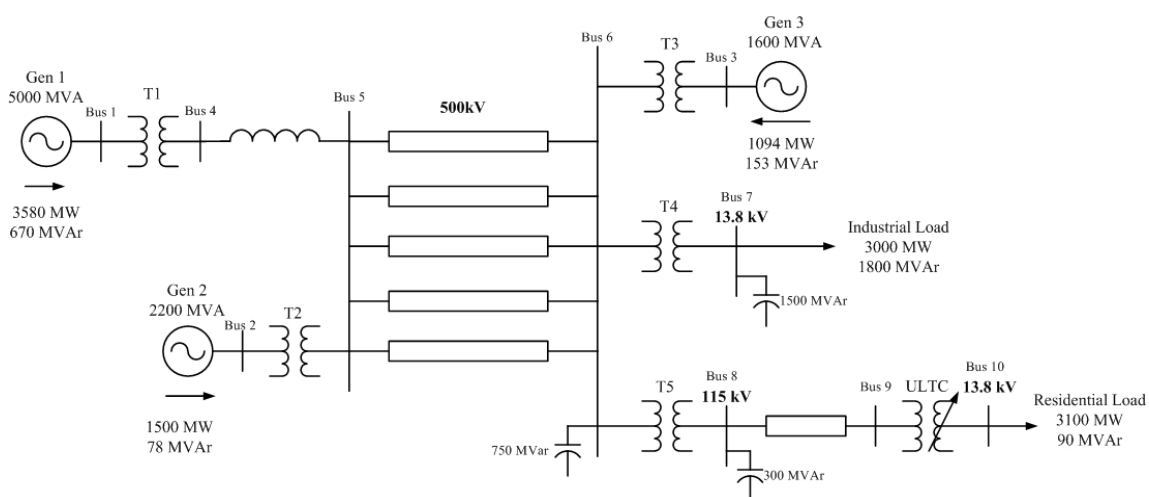 Gen 1
5000 MVA
Bus 1
T1
Bus 4
3580 MW
670 MVAr
Gen 2
2200 MVA
Bus 2
T2
1500 MW
78 MVAr
Bus 5
500kV
Bus 6
T3
Bus 3
Gen 3
1600 MVA
1094 MW
153 MVAr
T4
Bus 7
13.8 kV
Industrial Load
3000 MW
1800 MVAr
1500 MVAr
750 MVar
T5
Bus 8
115 kV
300 MVAr
Bus 9
ULTC
Bus 10
13.8 kV
Residential Load
3100 MW
90 MVAr